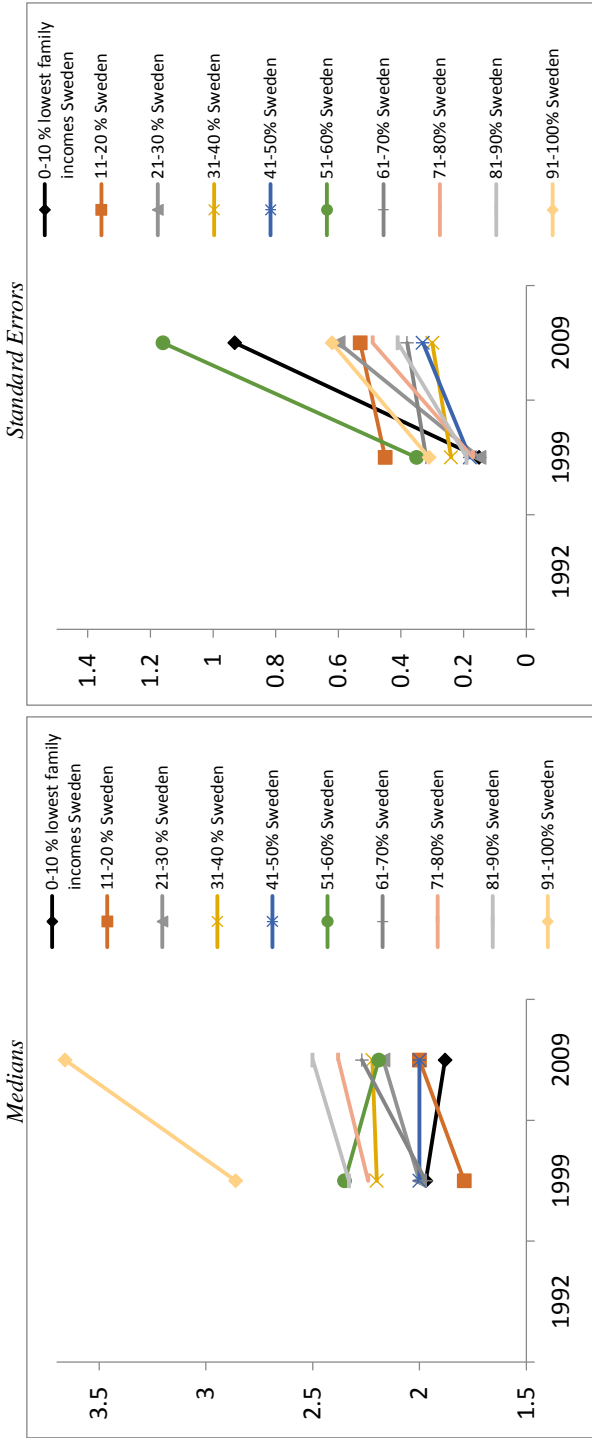 Medians
3.5
3
2.5
2
1.5
1992
1999
2009
0-10 % lowest family
incomes Sweden
11-20 % Sweden
21-30 % Sweden
31-40 % Sweden
41-50% Sweden
51-60% Sweden
61-70% Sweden
71-80% Sweden
81-90% Sweden
91-100% Sweden
Standard Errors
1.4
1.2
1
0.8
0.6
0.4
0.2
0
1992
1999
2009
0-10 % lowest family
incomes Sweden
11-20 % Sweden
21-30 % Sweden
31-40 % Sweden
41-50% Sweden
51-60% Sweden
61-70% Sweden
71-80% Sweden
81-90% Sweden
91-100% Sweden